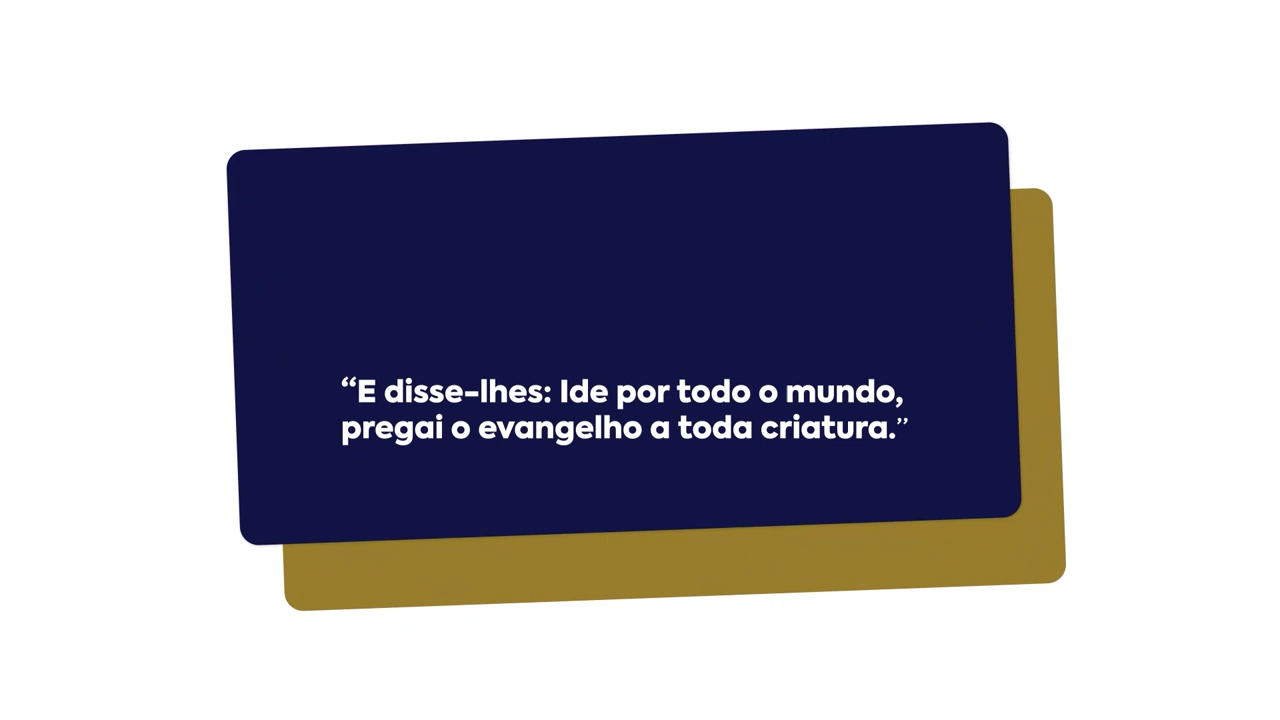 “E disse-lhes: Ide por todo o mundo,
pregai o evangelho a toda criatura.”